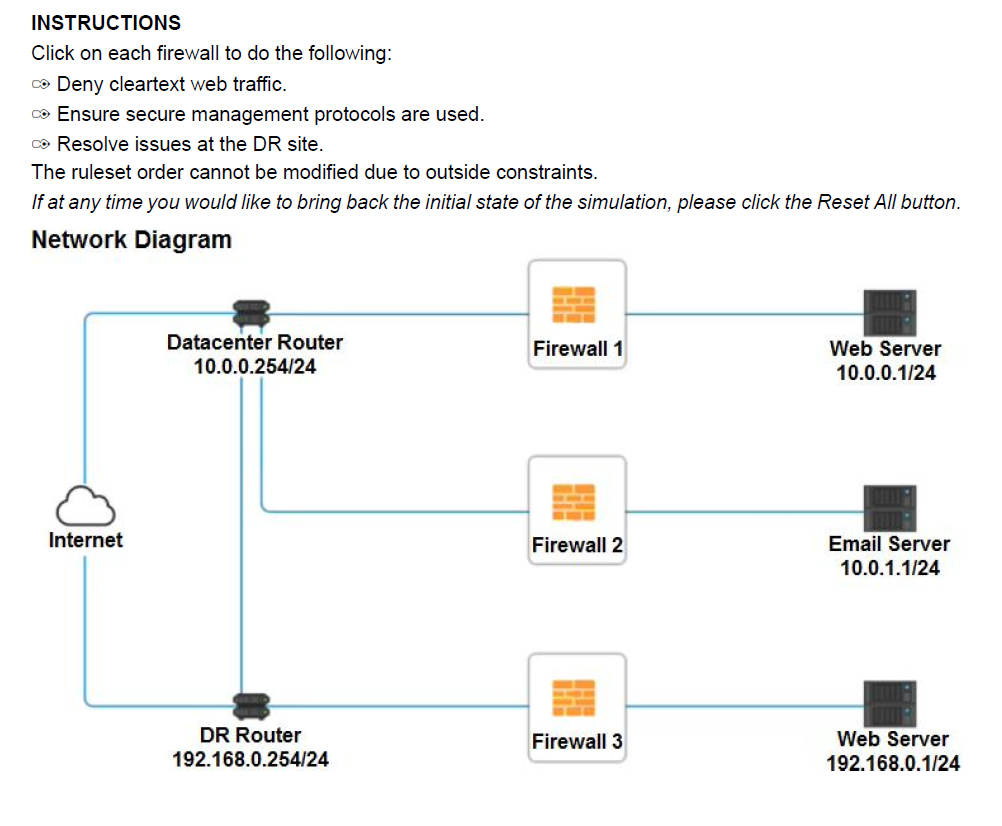 INSTRUCTIONS
Click on each firewall to do the following:
Deny cleartext web traffic.
Ensure secure management protocols are used.
Resolve issues at the DR site.
The ruleset order cannot be modified due to outside constraints.
If at any time you would like to bring back the initial state of the simulation, please click the Reset All button.
Network Diagram
Datacenter Router
10.0.0.254/24
Firewall 1
Web Server
10.0.0.1/24
Internet
Firewall 2
Email Server
10.0.1.1/24
DR Router
192.168.0.254/24
Firewall 3
Web Server
192.168.0.1/24